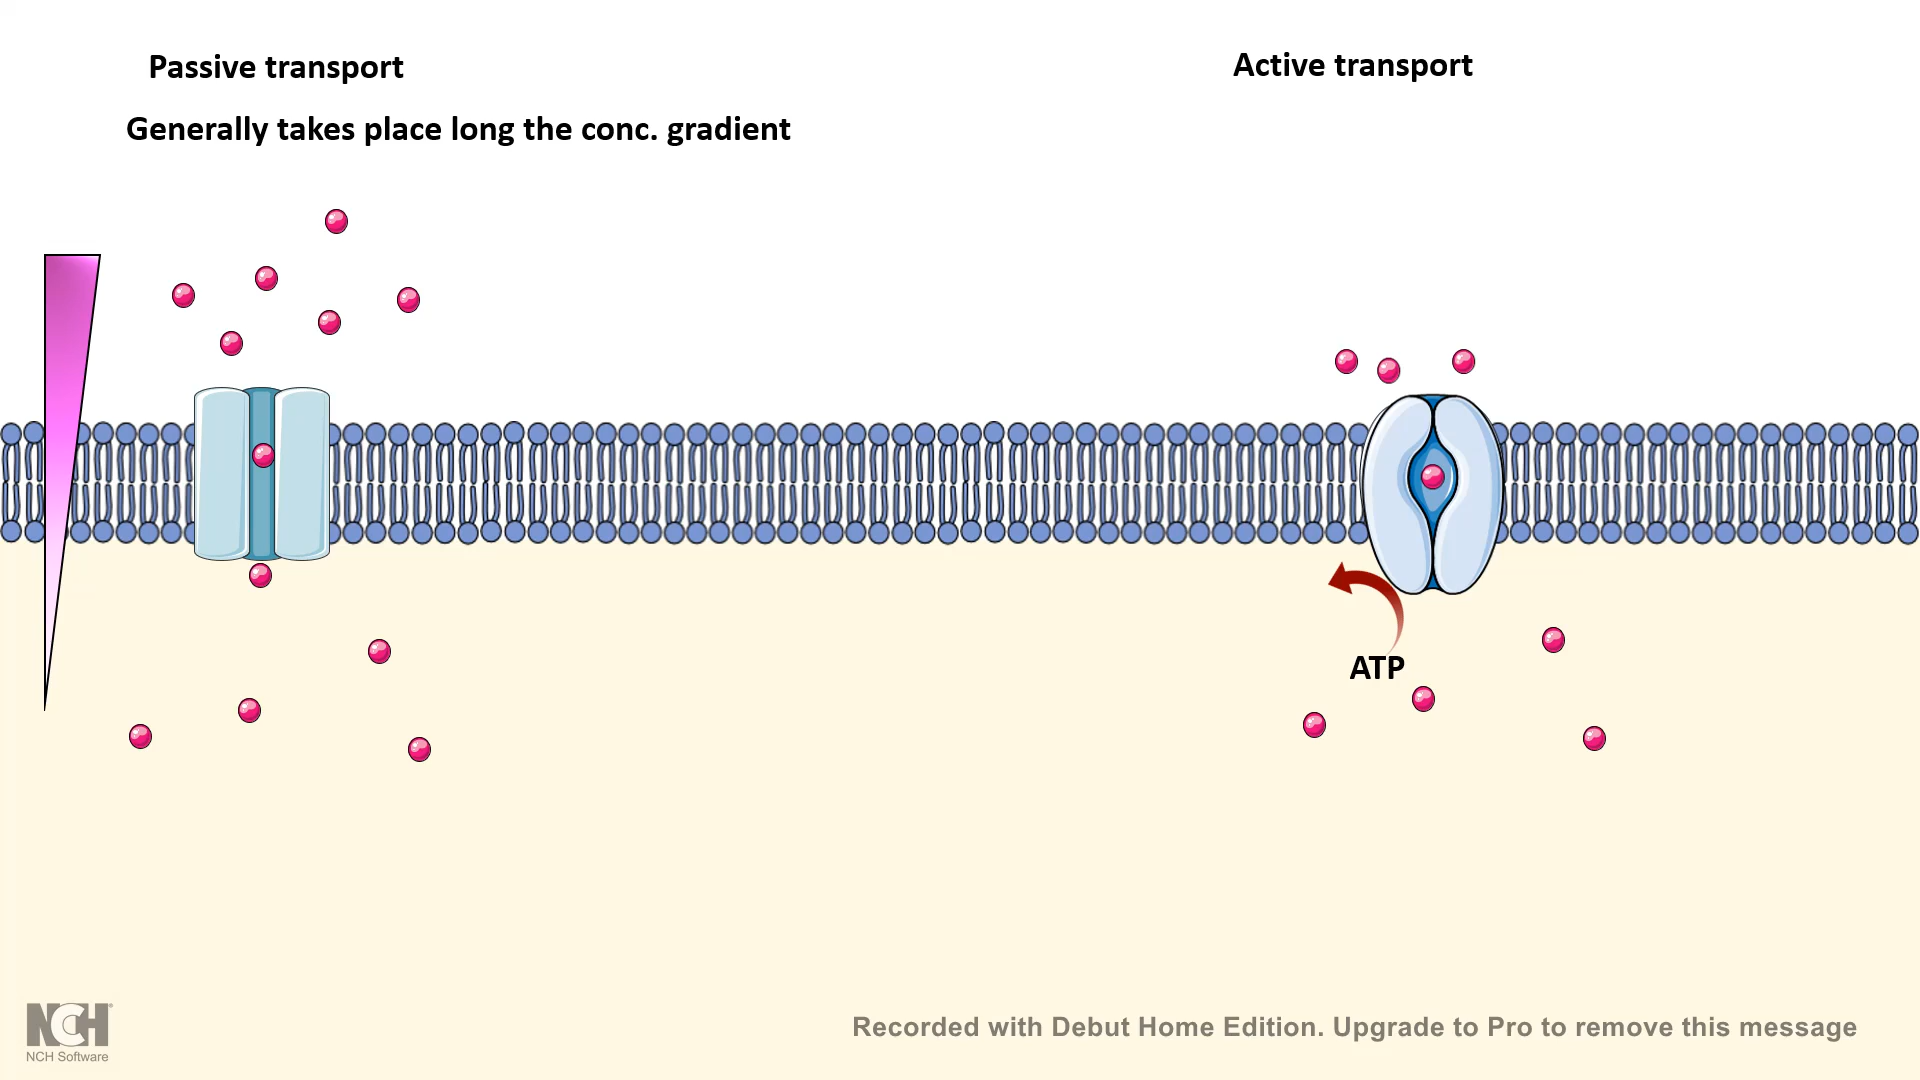 Passive transport
Active transport
Generally takes place long the conc. gradient
ATP
NCH
NCH Software
Recorded with Debut Home Edition. Upgrade to Pro to remove this message